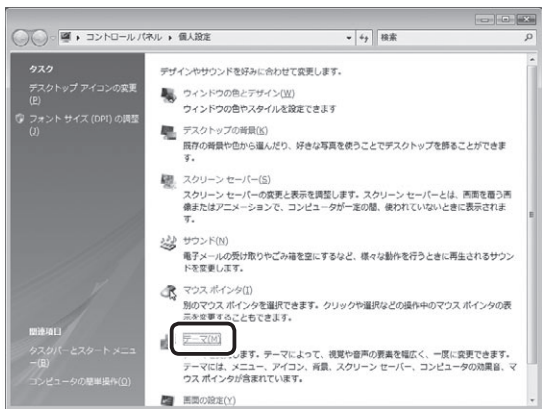 コントロール パネル ▸ 個人設定
検索
タスク
デスクトップ アイコンの変更
(P)
フォント サイズ (DPI) の調整
(J)
関連項目
タスク バーとスタート メニュー
ー(B)
コンピュータの簡単操作(O)
デザインやサウンドを好みに合わせて変更します。
ウィンドウの色とデザイン(W)
ウィンドウの色やスタイルを設定できます
デスクトップの背景(K)
既存の背景や色から選んだり、好きな写真を使うことでデスクトップを飾ることができま
す。
スクリーン セーバー(S)
スクリーン セーバーの変更と表示を調整します。スクリーン セーバーとは、画面を覆う画
像またはアニメーションで、コンピュータが一定の間、使われていないときに表示されま
す。
サウンド(N)
電子メールの受け取りやごみ箱を空にするなど、様々な動作を行うときに再生されるサウン
ドを変更します。
マウス ポインタ(I)
別のマウス ポインタを選択できます。クリックや選択などの操作中のマウス ポインタの表
示を変更することもできます。
テーマ(M)
します。テーマによって、視覚や音声の要素を幅広く、一度に変更できます。
テーマには、メニュー、アイコン、背景、スクリーン セーバー、コンピュータの効果音、マ
ウス ポインタが含まれています。
画面の設定(Y)